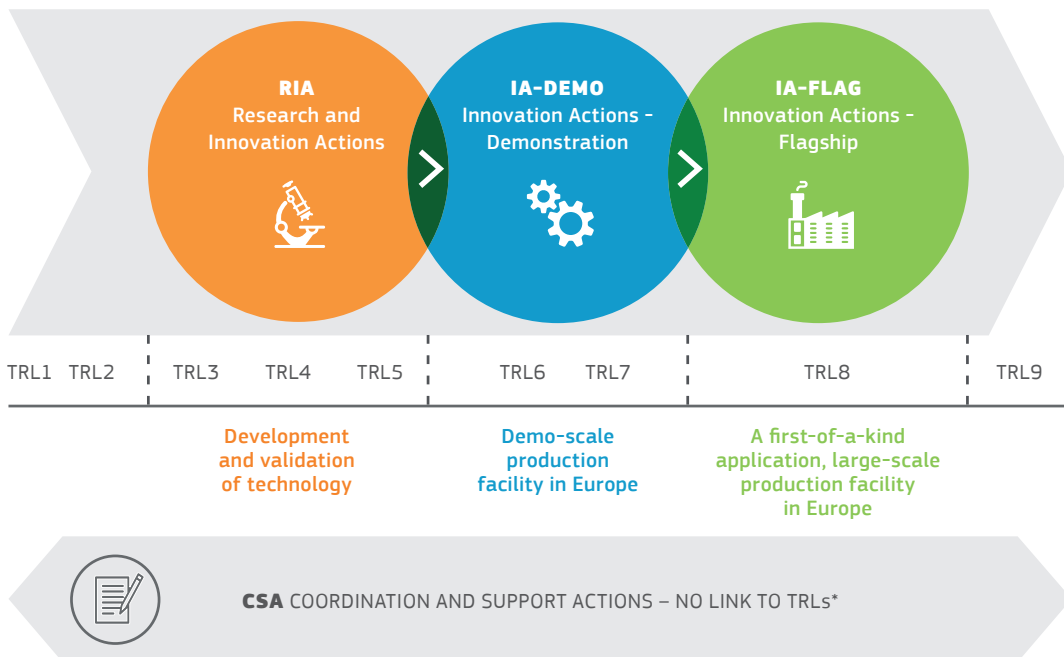 RIA
Research and
Innovation Actions
IA-DEMO
Innovation Actions -
Demonstration
IA-FLAG
Innovation Actions -
Flagship
TRL1 TRL2 TRL3 TRL4 TRL5 TRL6 TRL7 TRL8 TRL9
Development
and validation
of technology
Demo-scale
production
facility in Europe
A first-of-a-kind
application, large-scale
production facility
in Europe
CSA COORDINATION AND SUPPORT ACTIONS – NO LINK TO TRLs*